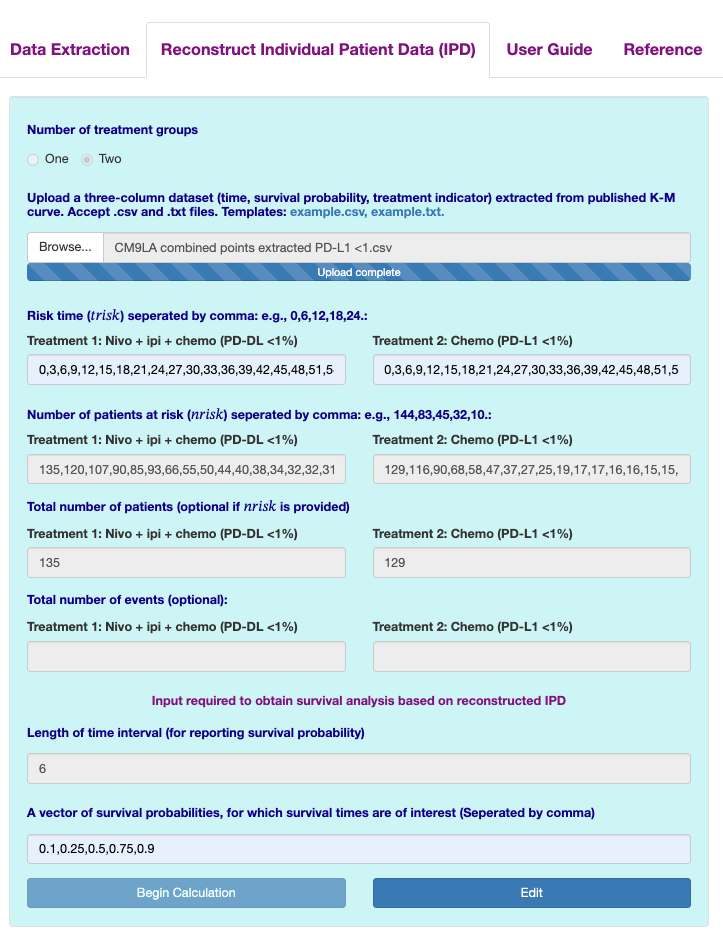 Data Extraction
Reconstruct Individual Patient Data (IPD)
User Guide
Reference
Number of treatment groups
One
Two
Upload a three-column dataset (time, survival probability, treatment indicator) extracted from published K-M
curve. Accept .csv and .txt files. Templates: example.csv, example.txt.
Browse...
CM9LA combined points extracted PD-L1 <1.csv
Upload complete
Risk time (trisk) seperated by comma: e.g., 0,6,12,18,24.:
Treatment 1: Nivo + ipi + chemo (PD-DL <1%)
Treatment 2: Chemo (PD-L1 <1%)
0,3,6,9,12,15,18,21,24,27,30,33,36,39,42,45,48,51,5
0,3,6,9,12,15,18,21,24,27,30,33,36,39,42,45,48,51,5
Number of patients at risk (nrisk) seperated by comma: e.g., 144,83,45,32,10.:
Treatment 1: Nivo + ipi + chemo (PD-DL <1%)
Treatment 2: Chemo (PD-L1 <1%)
135,120,107,90,85,93,66,55,50,44,40,38,34,32,32,31
129,116,90,68,58,47,37,27,25,19,17,17,16,16,15,15,
Total number of patients (optional if nrisk is provided)
Treatment 1: Nivo + ipi + chemo (PD-DL <1%)
Treatment 2: Chemo (PD-L1 <1%)
135
129
Total number of events (optional):
Treatment 1: Nivo + ipi + chemo (PD-DL <1%)
Treatment 2: Chemo (PD-L1 <1%)
Input required to obtain survival analysis based on reconstructed IPD
Length of time interval (for reporting survival probability)
6
A vector of survival probabilities, for which survival times are of interest (Seperated by comma)
0.1,0.25,0.5,0.75,0.9
Begin Calculation
Edit